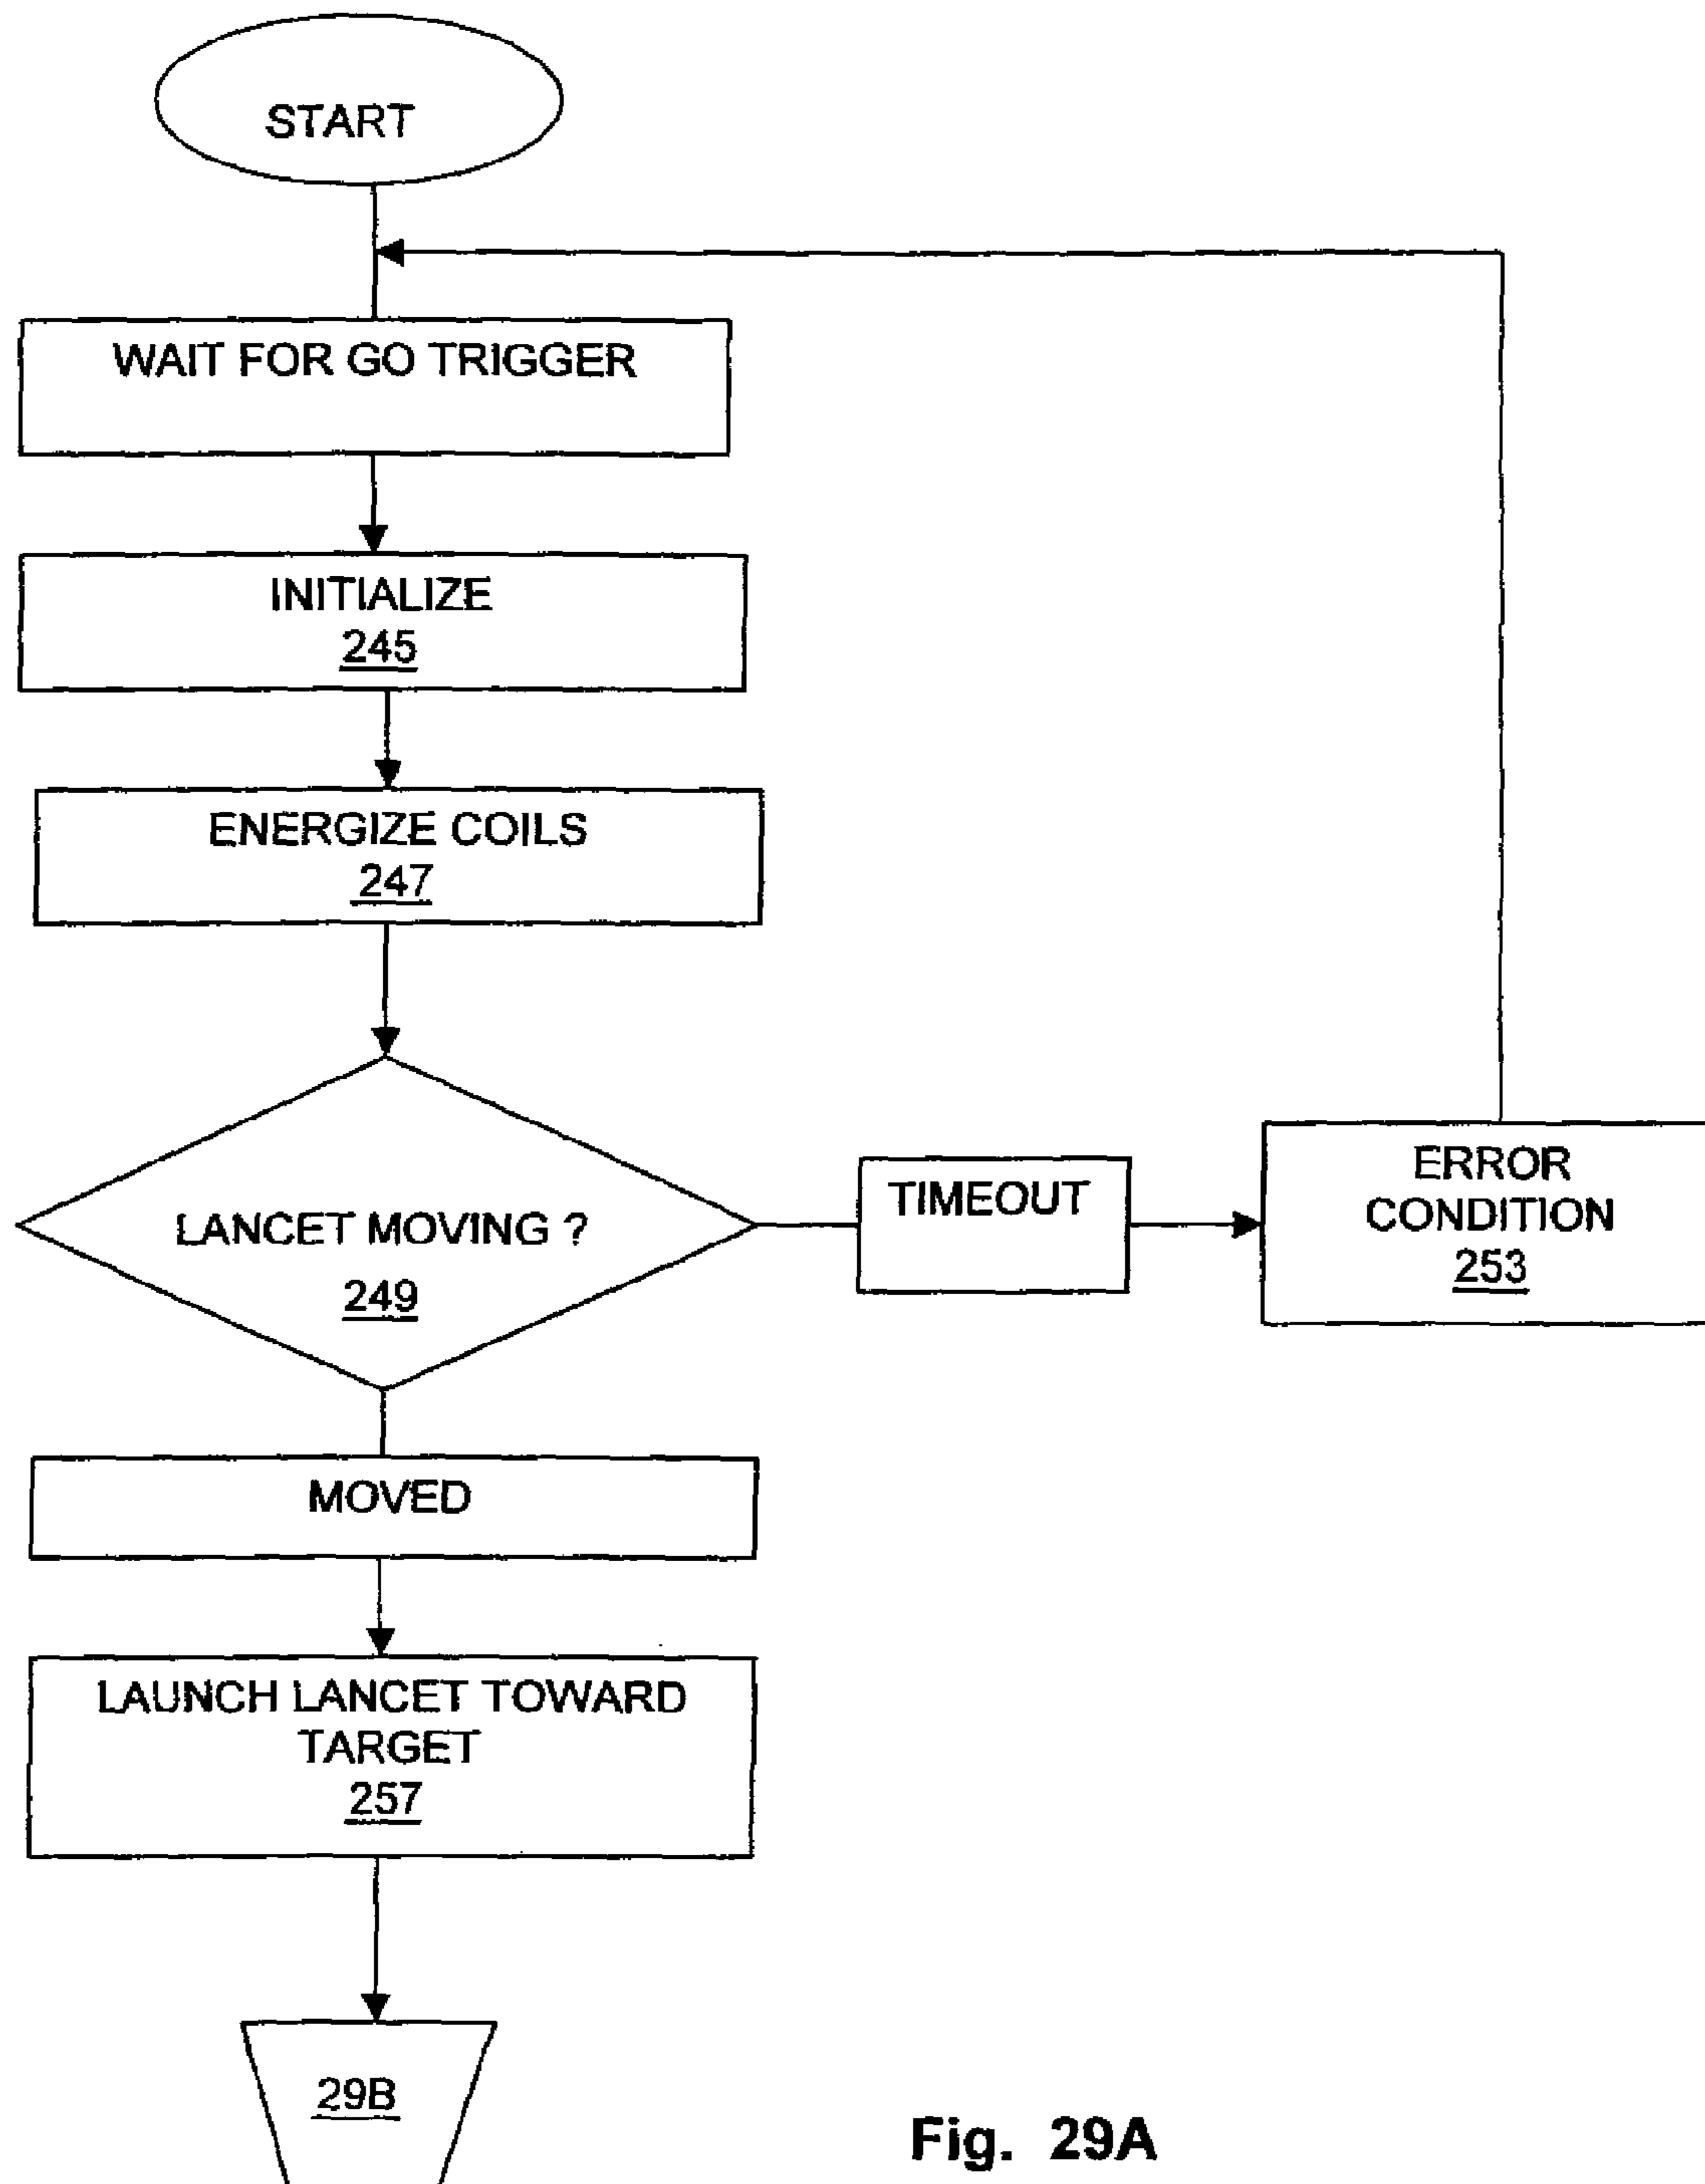 START
WAIT FOR GO TRIGGER
INITIALIZE
245
ENERGIZE COILS
247
LANCET MOVING ?
249
TIMEOUT
ERROR
CONDITION
253
MOVED
LAUNCH LANCET TOWARD
TARGET
257
29B
Fig. 29A